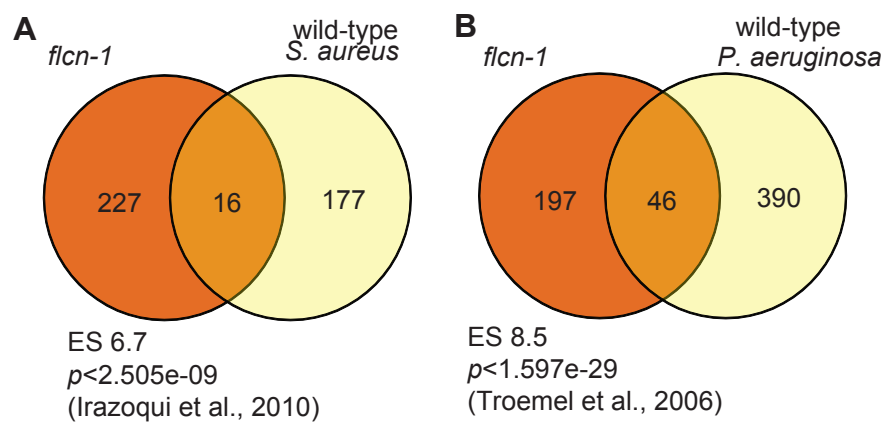 A
flcn-1
wild-type
S. aureus
227
16
177
ES 6.7
p<2.505e-09
(Irazoqui et al., 2010)
B
flcn-1
wild-type
P. aeruginosa
197
46
390
ES 8.5
p<1.597e-29
(Troemel et al., 2006)